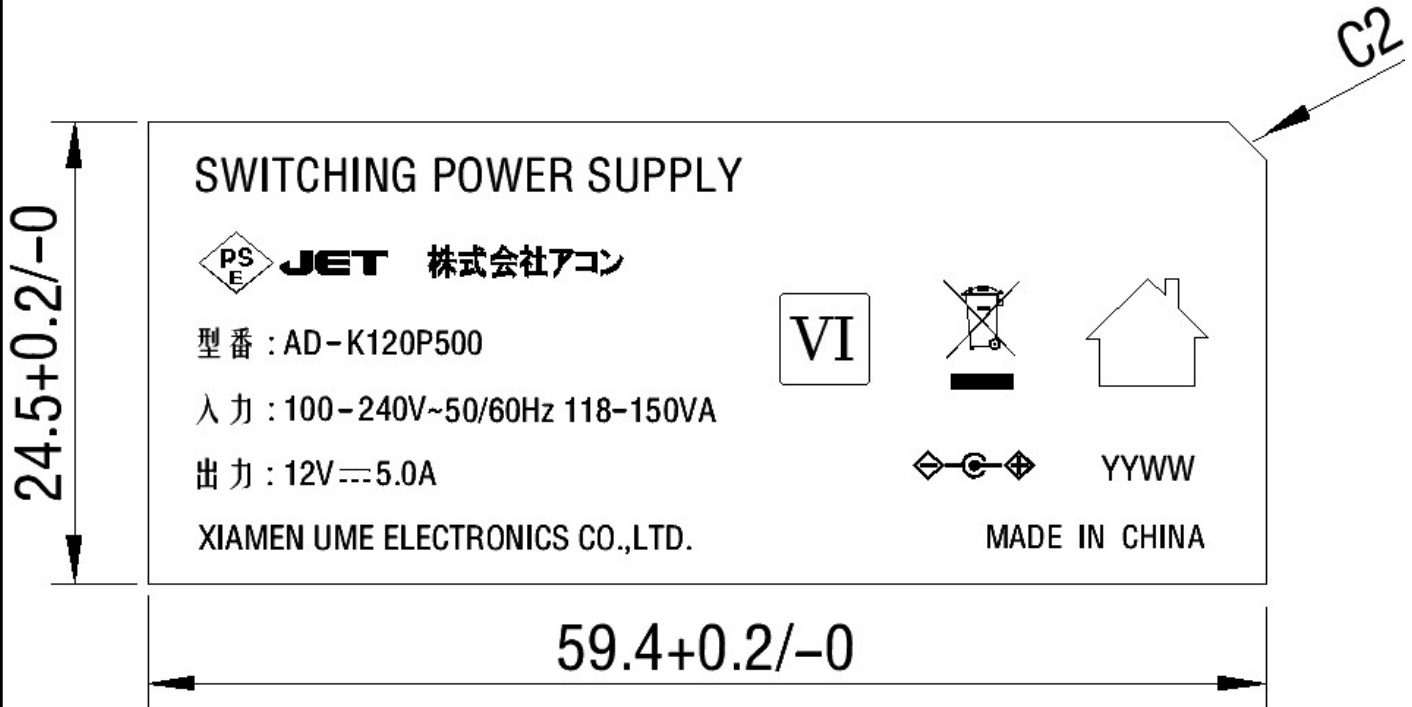 C2
SWITCHING POWER SUPPLY
PS
E
JET 株式会社アコン
型番:AD-K120P500
VI
入力:100-240V~50/60Hz 118-150VA
出力:12V⎓5.0A
YYWW
XIAMEN UME ELECTRONICS CO.,LTD.
MADE IN CHINA
24.5+0.2/-0
59.4+0.2/-0